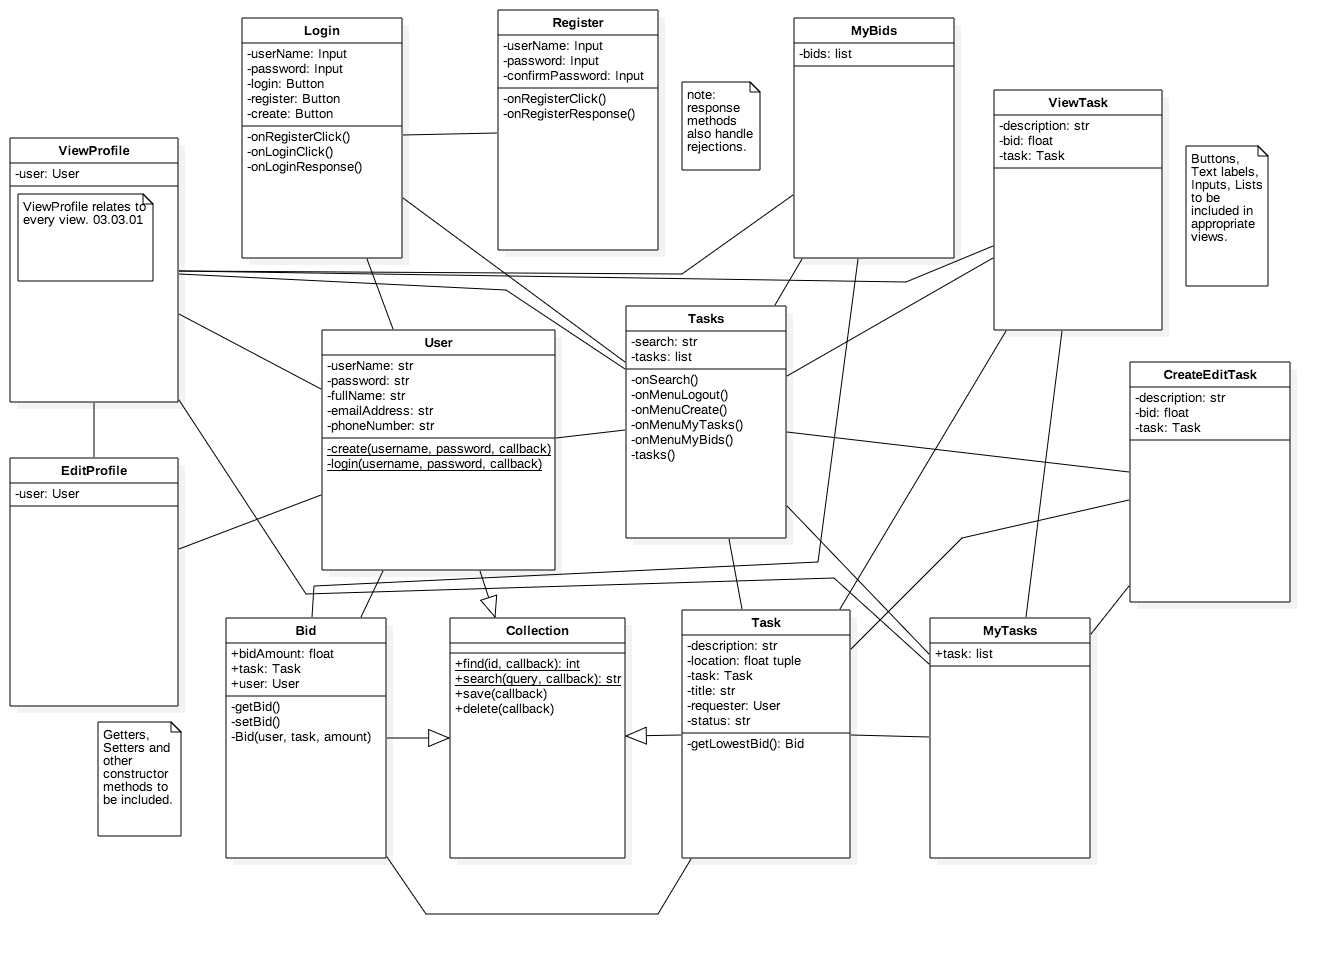 Login
-userName: Input
-password: Input
-login: Button
-register: Button
-create: Button
-onRegisterClick()
-onLoginClick()
-onLoginResponse()
Register
-userName: Input
-password: Input
-confirmPassword: Input
-onRegisterClick()
-onRegisterResponse()
note:
response
methods
also handle
rejections.
MyBids
-bids: list
ViewTask
-description: str
-bid: float
-task: Task
Buttons,
Text labels,
Inputs, Lists
to be
included in
appropriate
views.
ViewProfile
-user: User
ViewProfile relates to
every view. 03.03.01
User
-userName: str
-password: str
-fullName: str
-emailAddress: str
-phoneNumber: str
-create(username, password, callback)
-login(username, password, callback)
Tasks
-search: str
-tasks: list
-onSearch()
-onMenuLogout()
-onMenuCreate()
-onMenuMyTasks()
-onMenuMyBids()
-tasks()
CreateEditTask
-description: str
-bid: float
-task: Task
EditProfile
-user: User
Getters,
Setters and
other
constructor
methods to
be included.
Bid
+bidAmount: float
+task: Task
+user: User
-getBid()
-setBid()
-Bid(user, task, amount)
Collection
+find(id, callback): int
+search(query, callback): str
+save(callback)
+delete(callback)
Task
-description: str
-location: float tuple
-task: Task
-title: str
-requester: User
-status: str
-getLowestBid(): Bid
MyTasks
+task: list